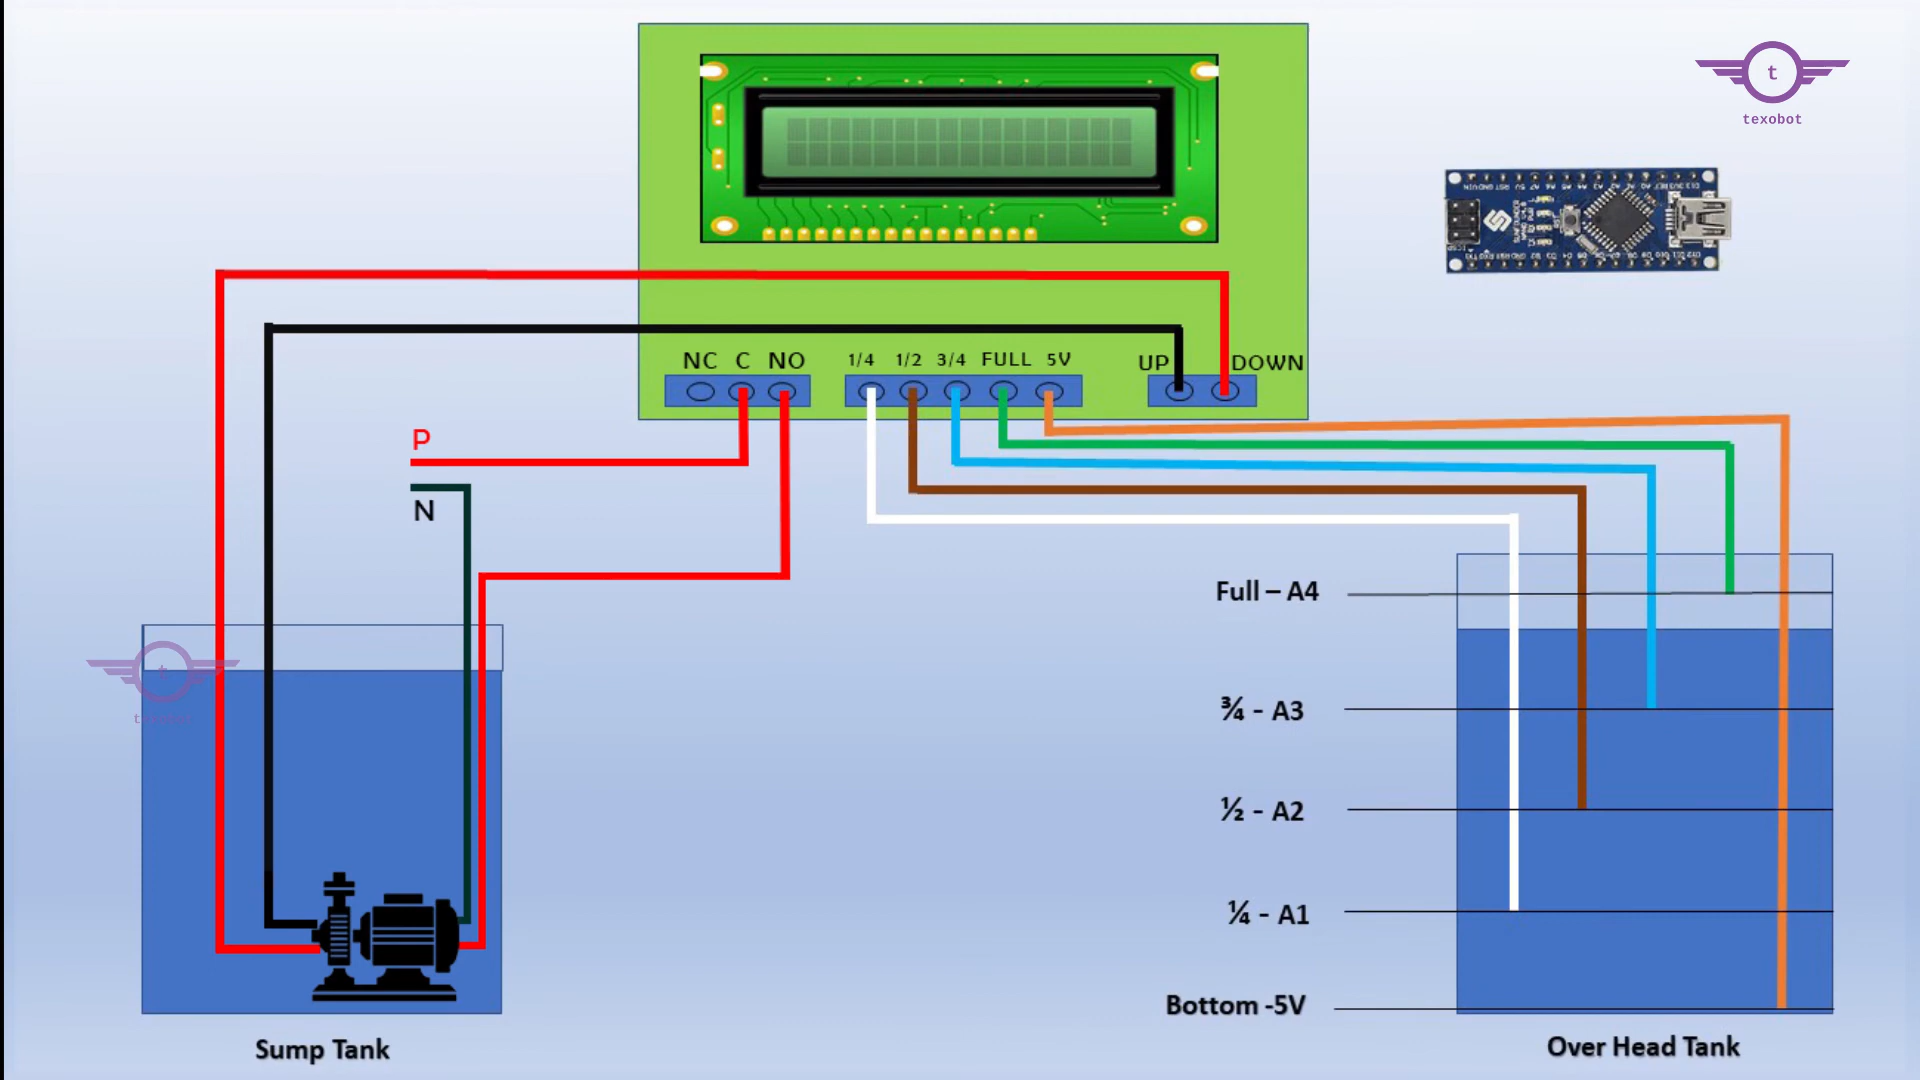 t
texobot
NC C NO
1/4 1/2 3/4 FULL 5V
UP DOWN
P
N
Full – A4
¾ - A3
½ - A2
¼ - A1
Bottom -5V
t
texobot
Sump Tank
Over Head Tank